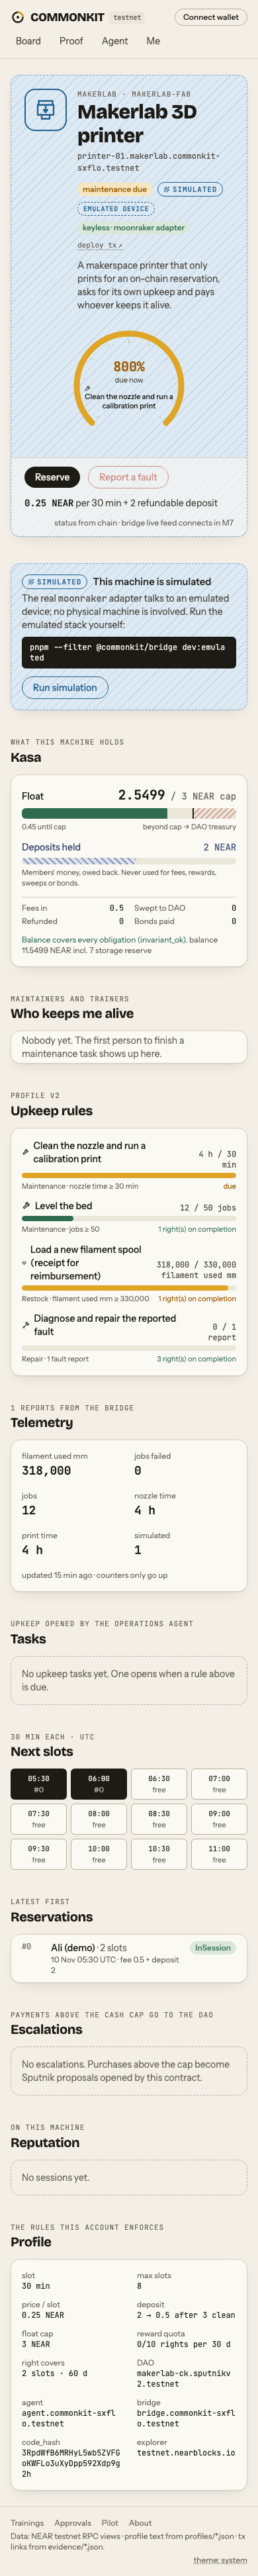 COMMONKIT testnet Connect wallet
Board Proof Agent Me
MAKERLAB · MAKERLAB-FAB
Makerlab 3D
printer
printer-01.makerlab.commonkit-
sxflo.testnet
maintenance due SIMULATED
EMULATED DEVICE
keyless · moonraker adapter
deploy tx ↗
A makerspace printer that only
prints for an on-chain reservation,
asks for its own upkeep and pays
whoever keeps it alive.
800%
due now
Clean the nozzle and run a
calibration print
Reserve Report a fault
0.25 NEAR per 30 min + 2 refundable deposit
status from chain · bridge live feed connects in M7
SIMULATED This machine is simulated
The real moonraker adapter talks to an emulated
device; no physical machine is involved. Run the
emulated stack yourself:
pnpm --filter @commonkit/bridge dev:emula
ted
Run simulation
WHAT THIS MACHINE HOLDS
Kasa
Float 2.5499 / 3 NEAR cap
0.45 until cap beyond cap → DAO treasury
Deposits held 2 NEAR
Members' money, owed back. Never used for fees, rewards,
sweeps or bonds.
Fees in 0.5 Swept to DAO 0
Refunded 0 Bonds paid 0
Balance covers every obligation (invariant_ok). balance
11.5499 NEAR incl. 7 storage reserve
MAINTAINERS AND TRAINERS
Who keeps me alive
Nobody yet. The first person to finish a
maintenance task shows up here.
PROFILE V2
Upkeep rules
Clean the nozzle and run a
calibration print
4 h / 30
min
Maintenance · nozzle time ≥ 30 min due
Level the bed 12 / 50 jobs
Maintenance · jobs ≥ 50 1 right(s) on completion
Load a new filament spool
(receipt for
reimbursement)
318,000 / 330,000
filament used mm
Restock · filament used mm ≥ 330,000 1 right(s) on completion
Diagnose and repair the reported
fault
0 / 1
report
Repair · 1 fault report 3 right(s) on completion
1 REPORTS FROM THE BRIDGE
Telemetry
filament used mm jobs failed
318,000 0
jobs nozzle time
12 4 h
print time simulated
4 h 1
updated 15 min ago · counters only go up
UPKEEP OPENED BY THE OPERATIONS AGENT
Tasks
No upkeep tasks yet. One opens when a rule above
is due.
30 MIN EACH · UTC
Next slots
05:30 06:00 06:30 07:00
#0 #0 free free
07:30 08:00 08:30 09:00
free free free free
09:30 10:00 10:30 11:00
free free free free
LATEST FIRST
Reservations
#0 Ali (demo) · 2 slots InSession
10 Nov 05:30 UTC · fee 0.5 + deposit
2
PAYMENTS ABOVE THE CASH CAP GO TO THE DAO
Escalations
No escalations. Purchases above the cap become
Sputnik proposals opened by this contract.
ON THIS MACHINE
Reputation
No sessions yet.
THE RULES THIS ACCOUNT ENFORCES
Profile
slot max slots
30 min 8
price / slot deposit
0.25 NEAR 2 → 0.5 after 3 clean
float cap reward quota
3 NEAR 0/10 rights per 30 d
right covers DAO
2 slots · 60 d makerlab-ck.sputnikv
2.testnet
agent bridge
agent.commonkit-sxfl bridge.commonkit-sxfl
o.testnet o.testnet
code_hash explorer
3RpdWfB6MRHyL5wb5ZVFG testnet.nearblocks.io
oKWFLo3uXyDpp592Xdp9g
2h
Trainings Approvals Pilot About
Data: NEAR testnet RPC views · profile text from profiles/*.json · tx
links from evidence/*.json.
theme: system